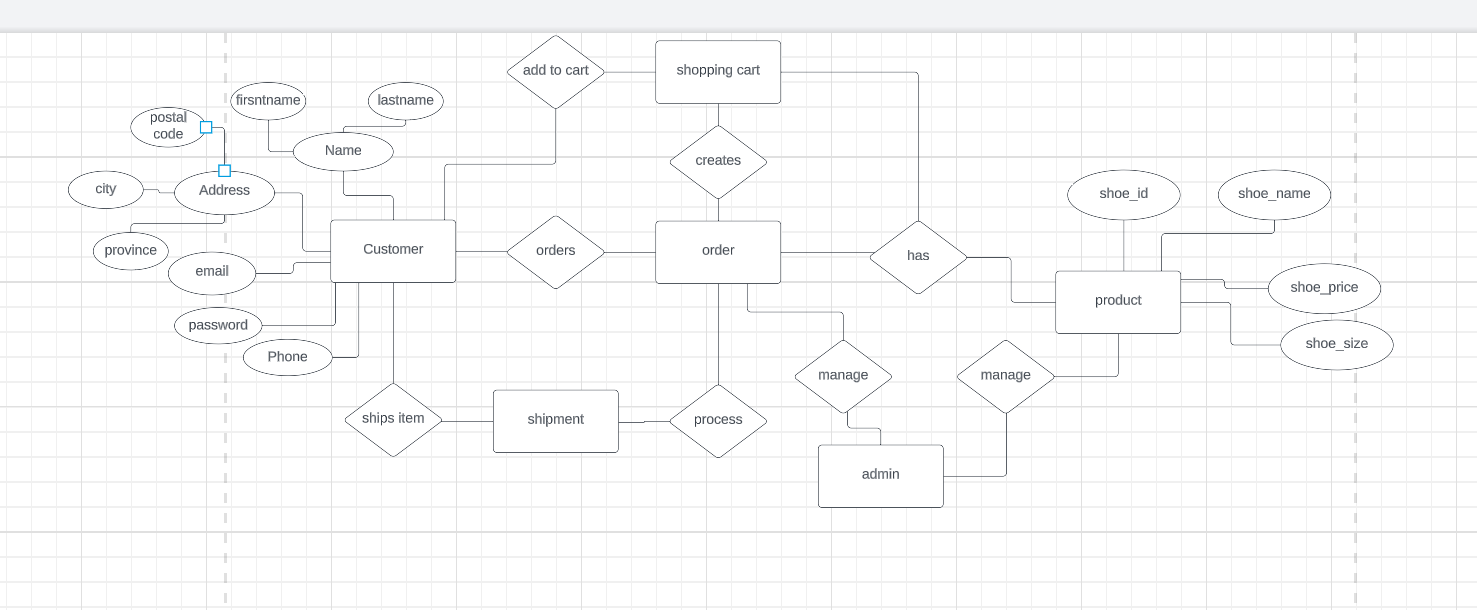 add to cart
shopping cart
firsntname
lastname
postal
code
Name
creates
city
Address
shoe_id
shoe_name
province
Customer
orders
order
has
email
shoe_price
product
password
shoe_size
Phone
manage
manage
ships item
shipment
process
admin